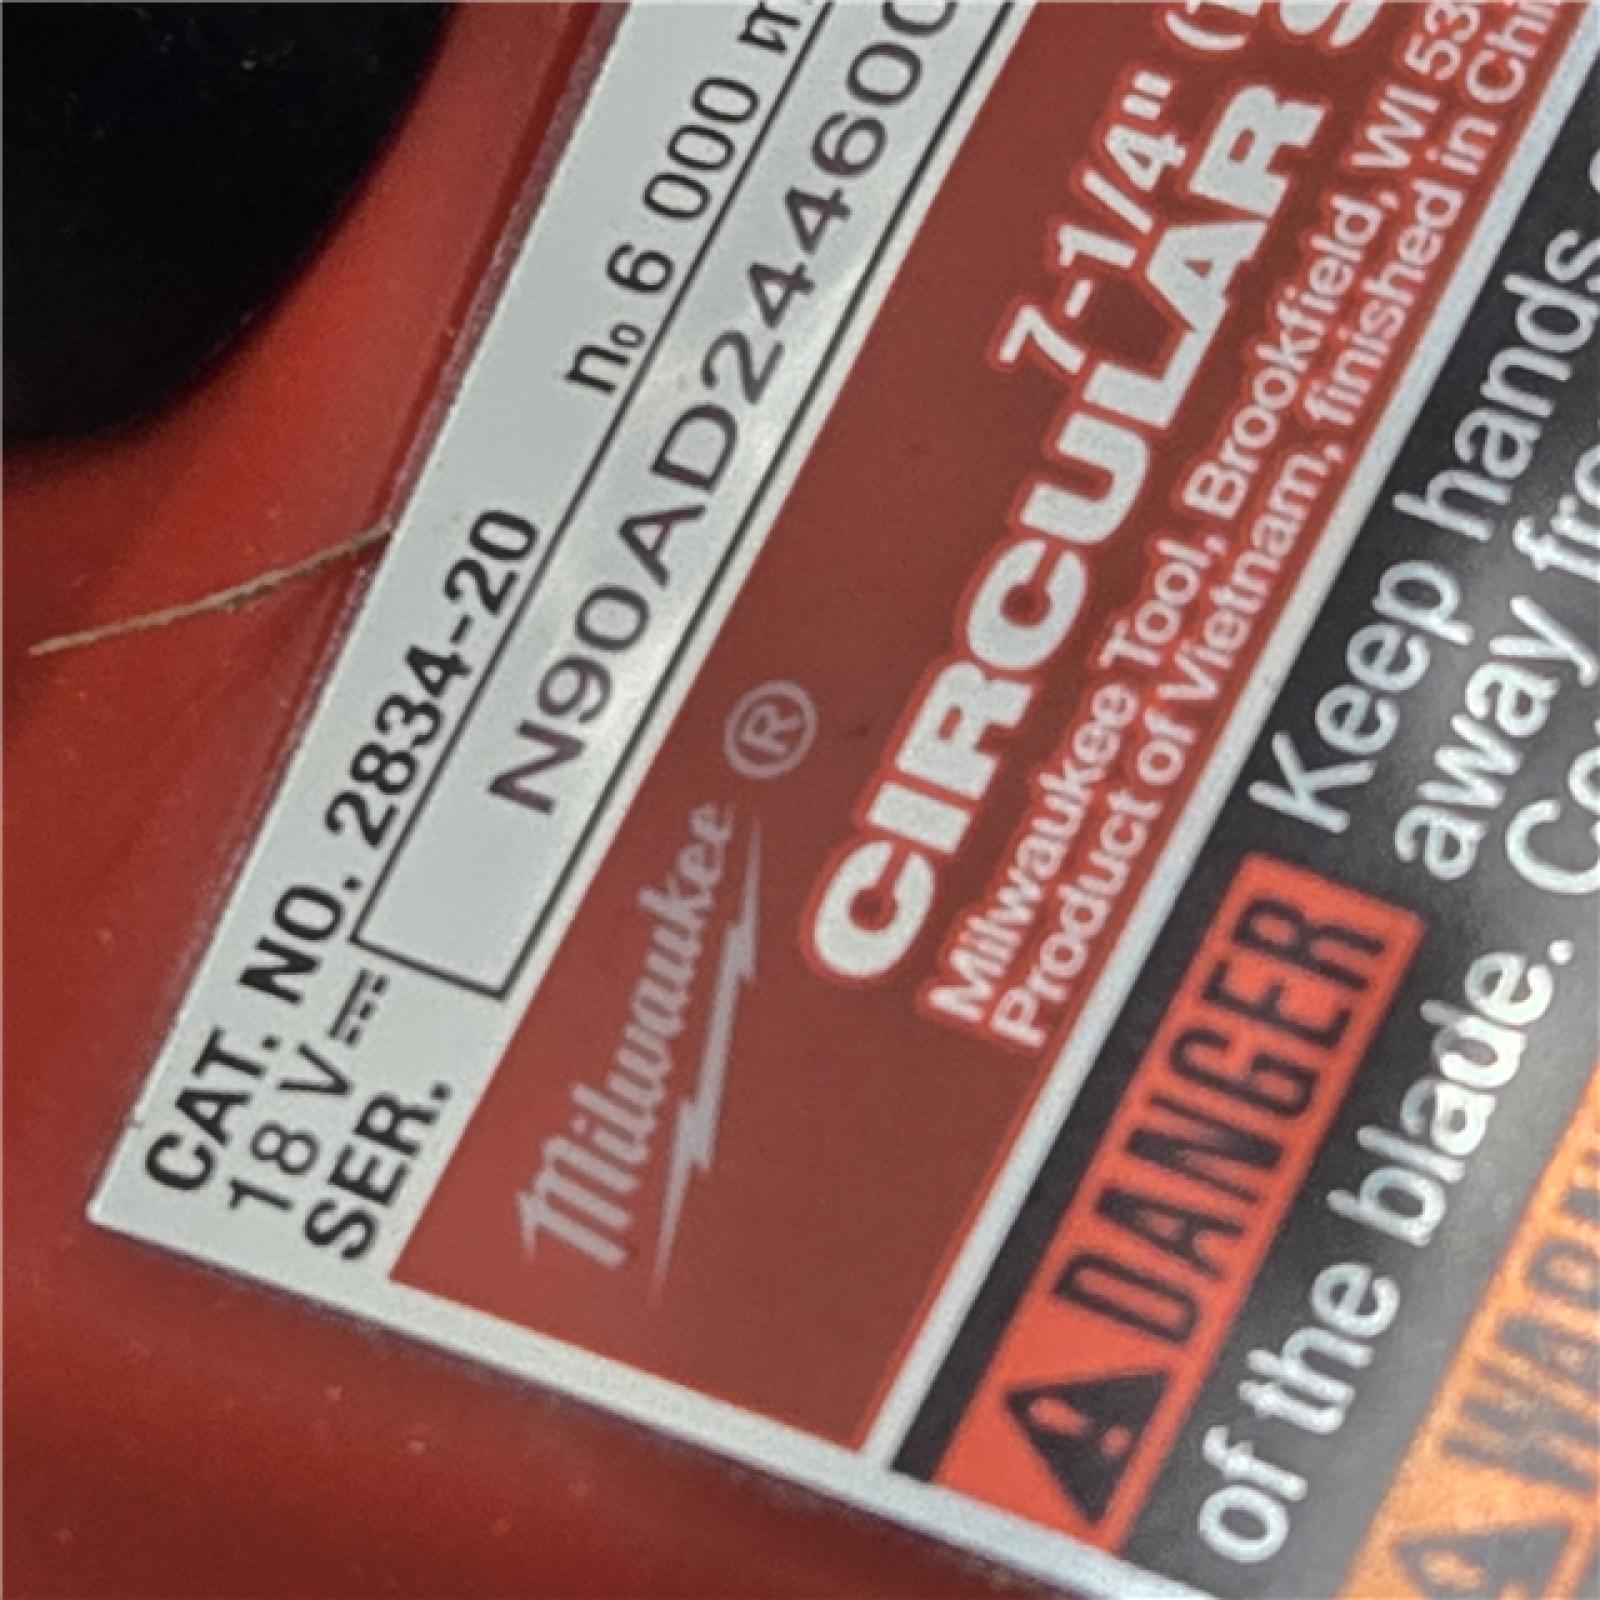 CAT. NO. 2834-20 n₀ 6 000
18 V⎓
SER. N90AD244600
Milwaukee®
7-1/4"
CIRCULAR
Milwaukee Tool, Brookfield, WI
Product of Vietnam, finished in
DANGER Keep hands
away
of the blade.